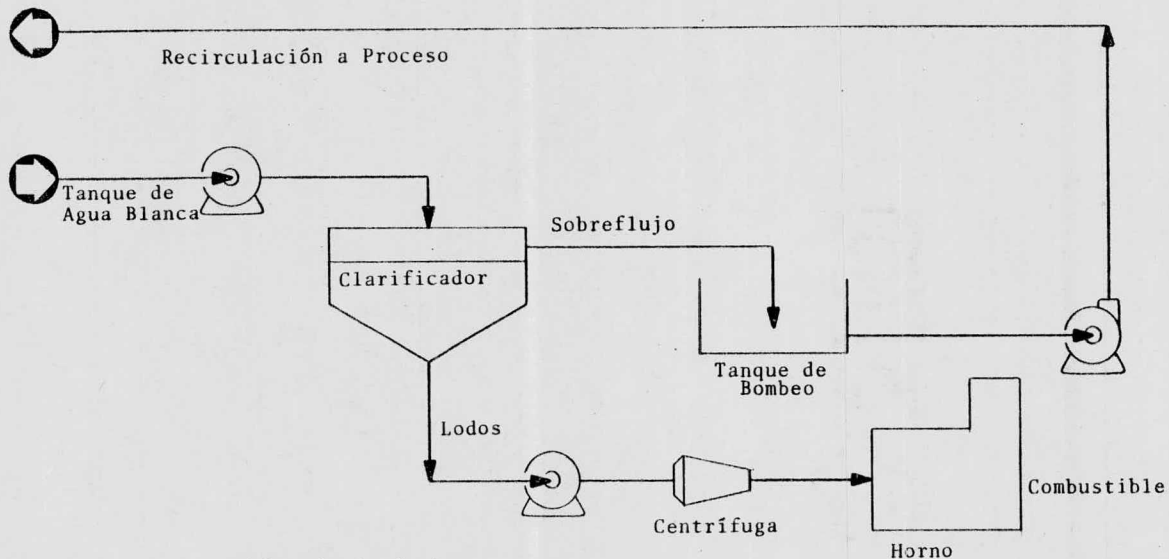 Recirculación a Proceso
Tanque de
Agua Blanca
Sobreflujo
Clarificador
Tanque de
Bombeo
Lodos
Combustible
Centrífuga
Horno